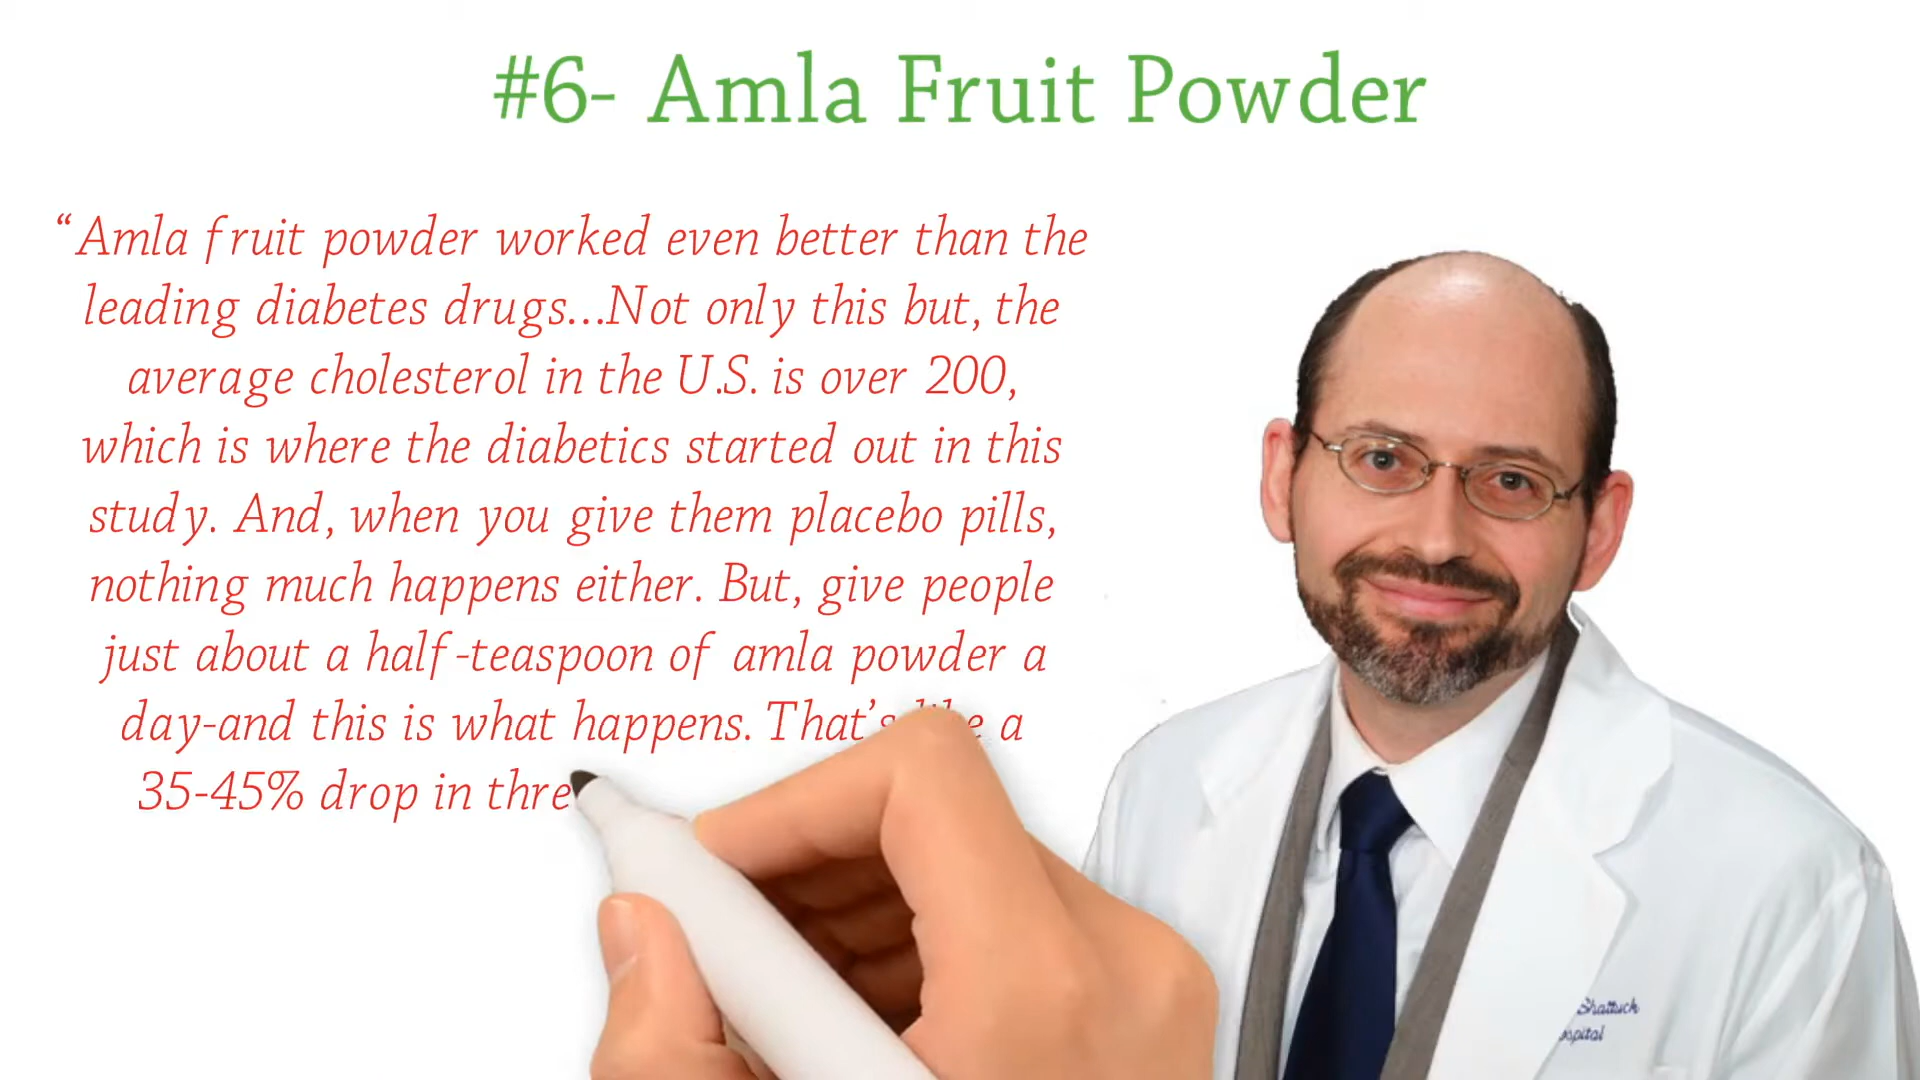 #6- Amla Fruit Powder
“Amla fruit powder worked even better than the
leading diabetes drugs...Not only this but, the
average cholesterol in the U.S. is over 200,
which is where the diabetics started out in this
study. And, when you give them placebo pills,
nothing much happens either. But, give people
just about a half-teaspoon of amla powder a
day-and this is what happens. That's like a
35-45% drop in thre
Shattuck